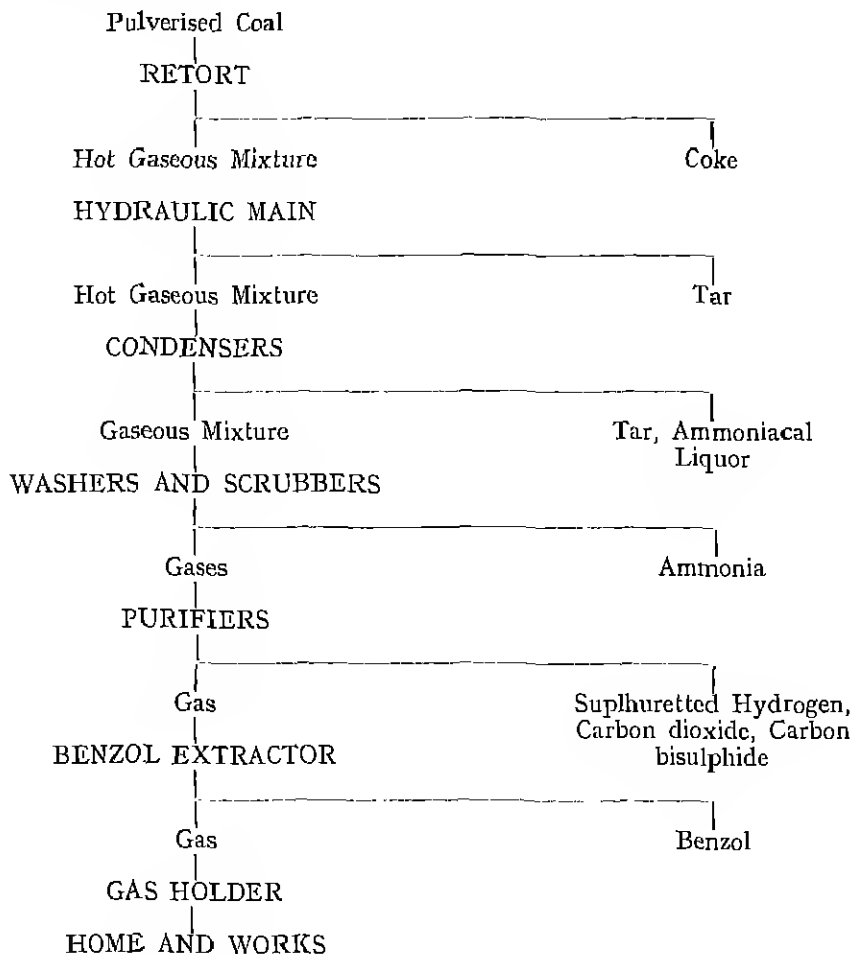 Pulverised Coal
RETORT
Hot Gaseous Mixture
Coke
HYDRAULIC MAIN
Hot Gaseous Mixture
Tar
CONDENSERS
Gaseous Mixture
Tar, Ammoniacal
Liquor
WASHERS AND SCRUBBERS
Gases
Ammonia
PURIFIERS
Gas
Suplhuretted Hydrogen,
Carbon dioxide, Carbon
bisulphide
BENZOL EXTRACTOR
Gas
Benzol
GAS HOLDER
HOME AND WORKS